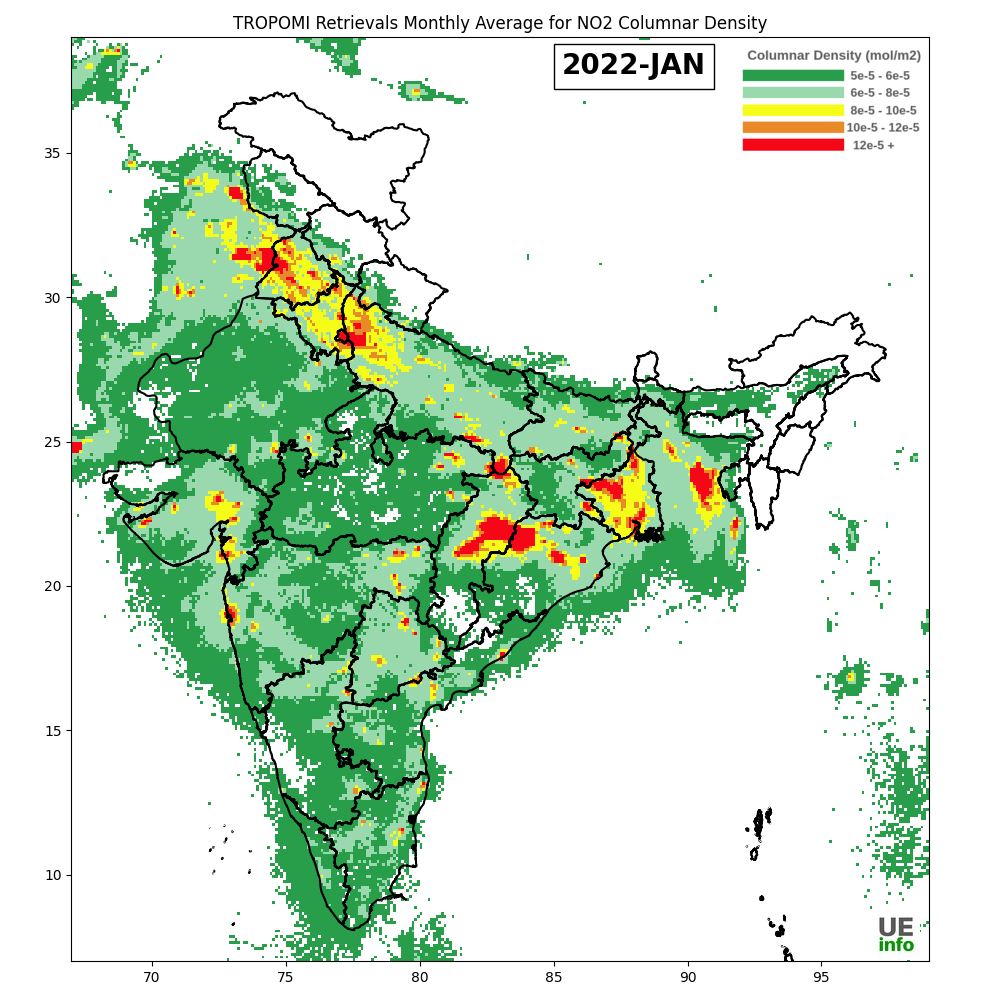 TROPOMI Retrievals Monthly Average for NO2 Columnar Density
2022-JAN
Columnar Density (mol/m2)
5e-5 - 6e-5
6e-5 - 8e-5
8e-5 - 10e-5
10e-5 - 12e-5
12e-5 +
35
30
25
20
15
10
70
75
80
85
90
95
UE
info